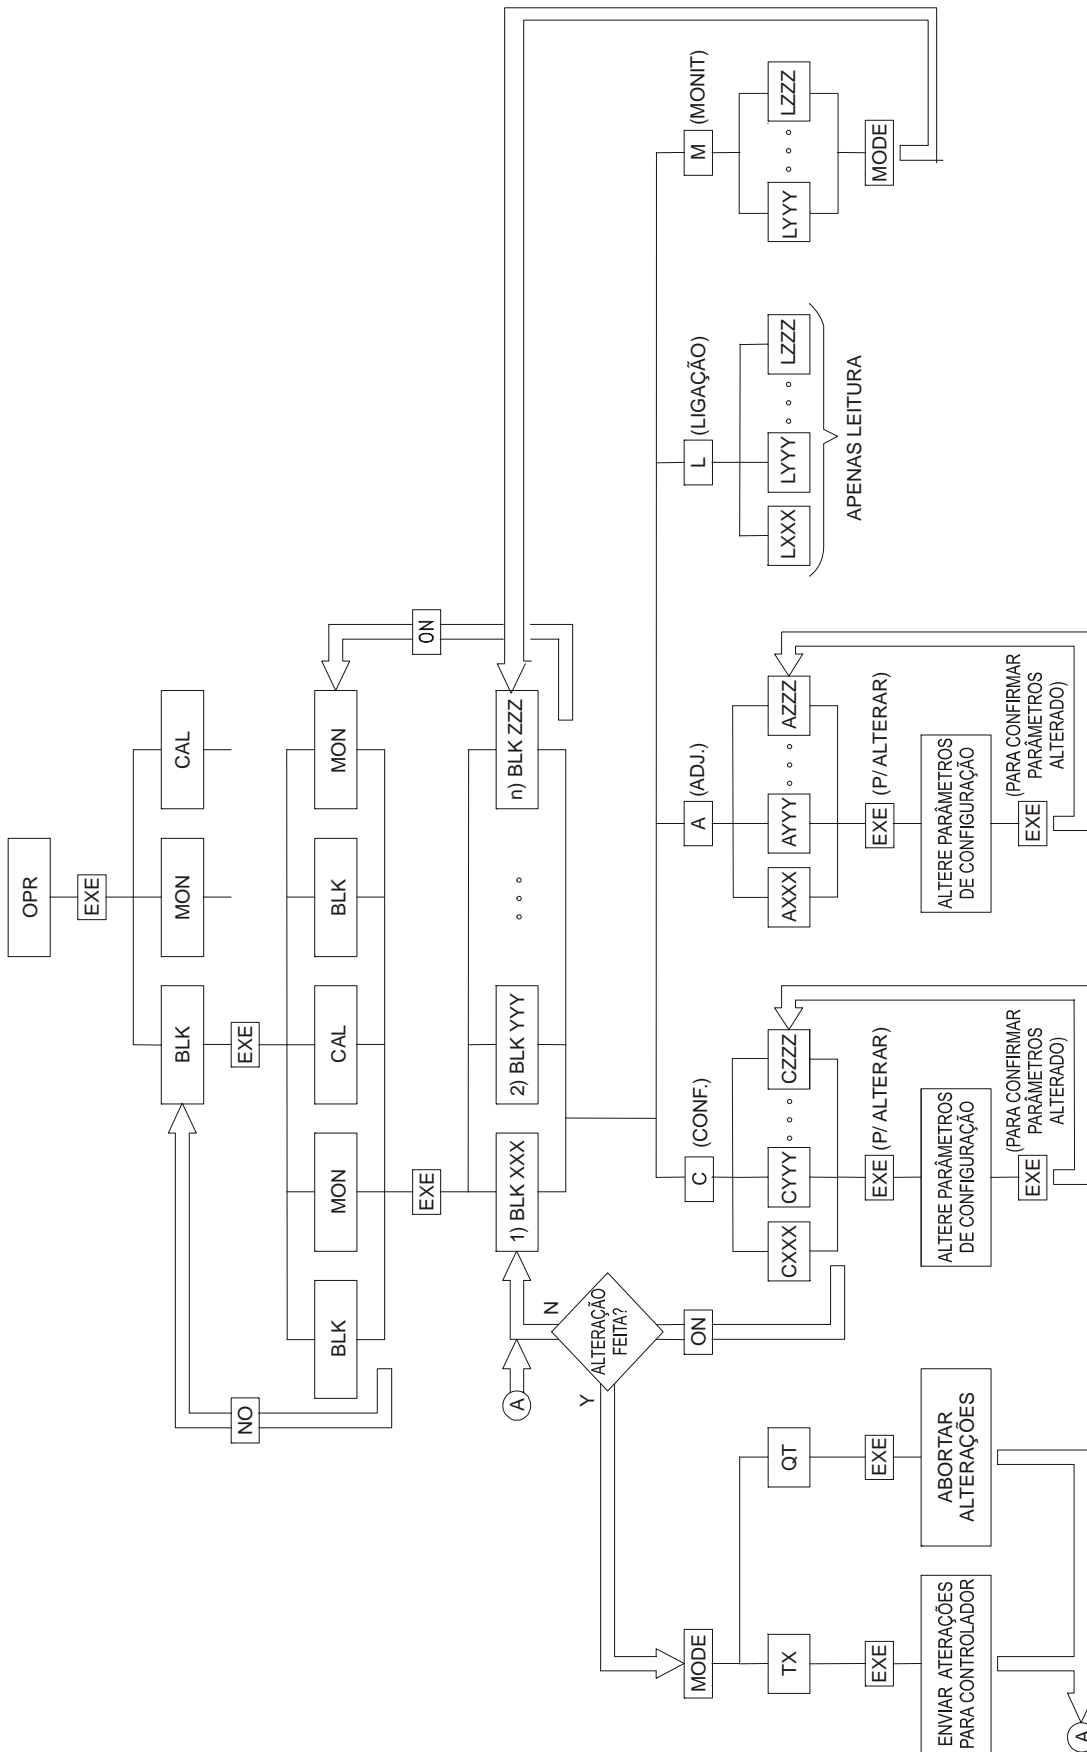 OPR
EXE
BLK
MON
CAL
NO
EXE
BLK
MON
CAL
BLK
MON
EXE
ON
A
1) BLK XXX
2) BLK YYY
n) BLK ZZZ
N
Y
ALTERAÇÃO
FEITA?
MODE
ON
C (CONF.)
A (ADJ.)
L (LIGAÇÃO)
M (MONIT)
TX
QT
CXXX
CYYY
CZZZ
AXXX
AYYY
AZZZ
LXXX
LYYY
LZZZ
LYYY
LZZZ
APENAS LEITURA
MODE
EXE
EXE
EXE (P/ ALTERAR)
EXE (P/ ALTERAR)
ENVIAR ATERAÇÕES
PARA CONTROLADOR
ABORTAR
ALTERAÇÕES
ALTERE PARÂMETROS
DE CONFIGURAÇÃO
ALTERE PARÂMETROS
DE CONFIGURAÇÃO
EXE
(PARA CONFIRMAR
PARÂMETROS
ALTERADO)
EXE
(PARA CONFIRMAR
PARÂMETROS
ALTERADO)
A